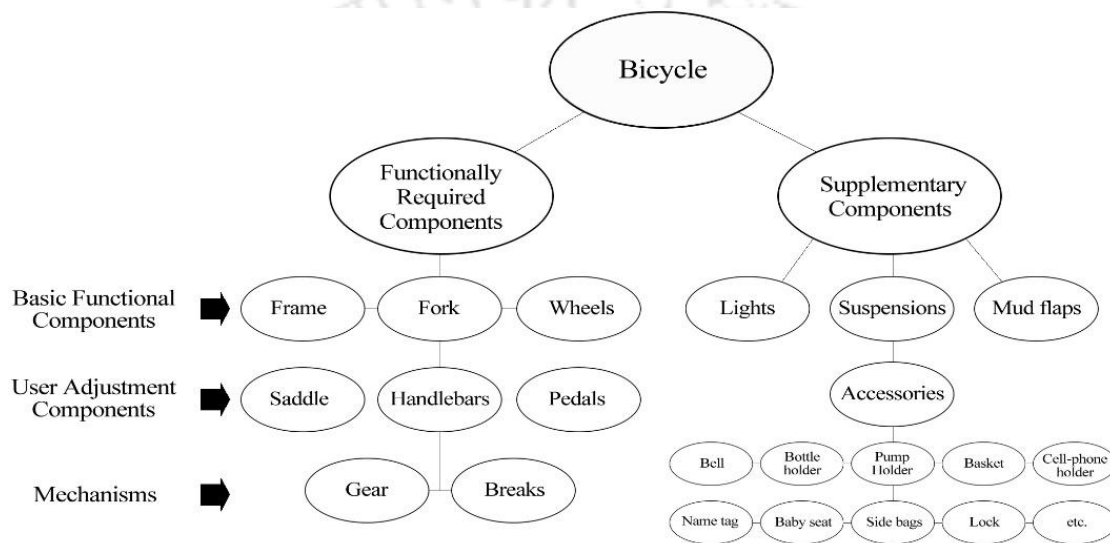 Bicycle
Functionally
Required
Components
Supplementary
Components
Basic Functional
Components
Frame
Fork
Wheels
Lights
Suspensions
Mud flaps
User Adjustment
Components
Saddle
Handlebars
Pedals
Accessories
Bell
Bottle
holder
Pump
Holder
Basket
Cell-phone
holder
Mechanisms
Gear
Breaks
Name tag
Baby seat
Side bags
Lock
etc.